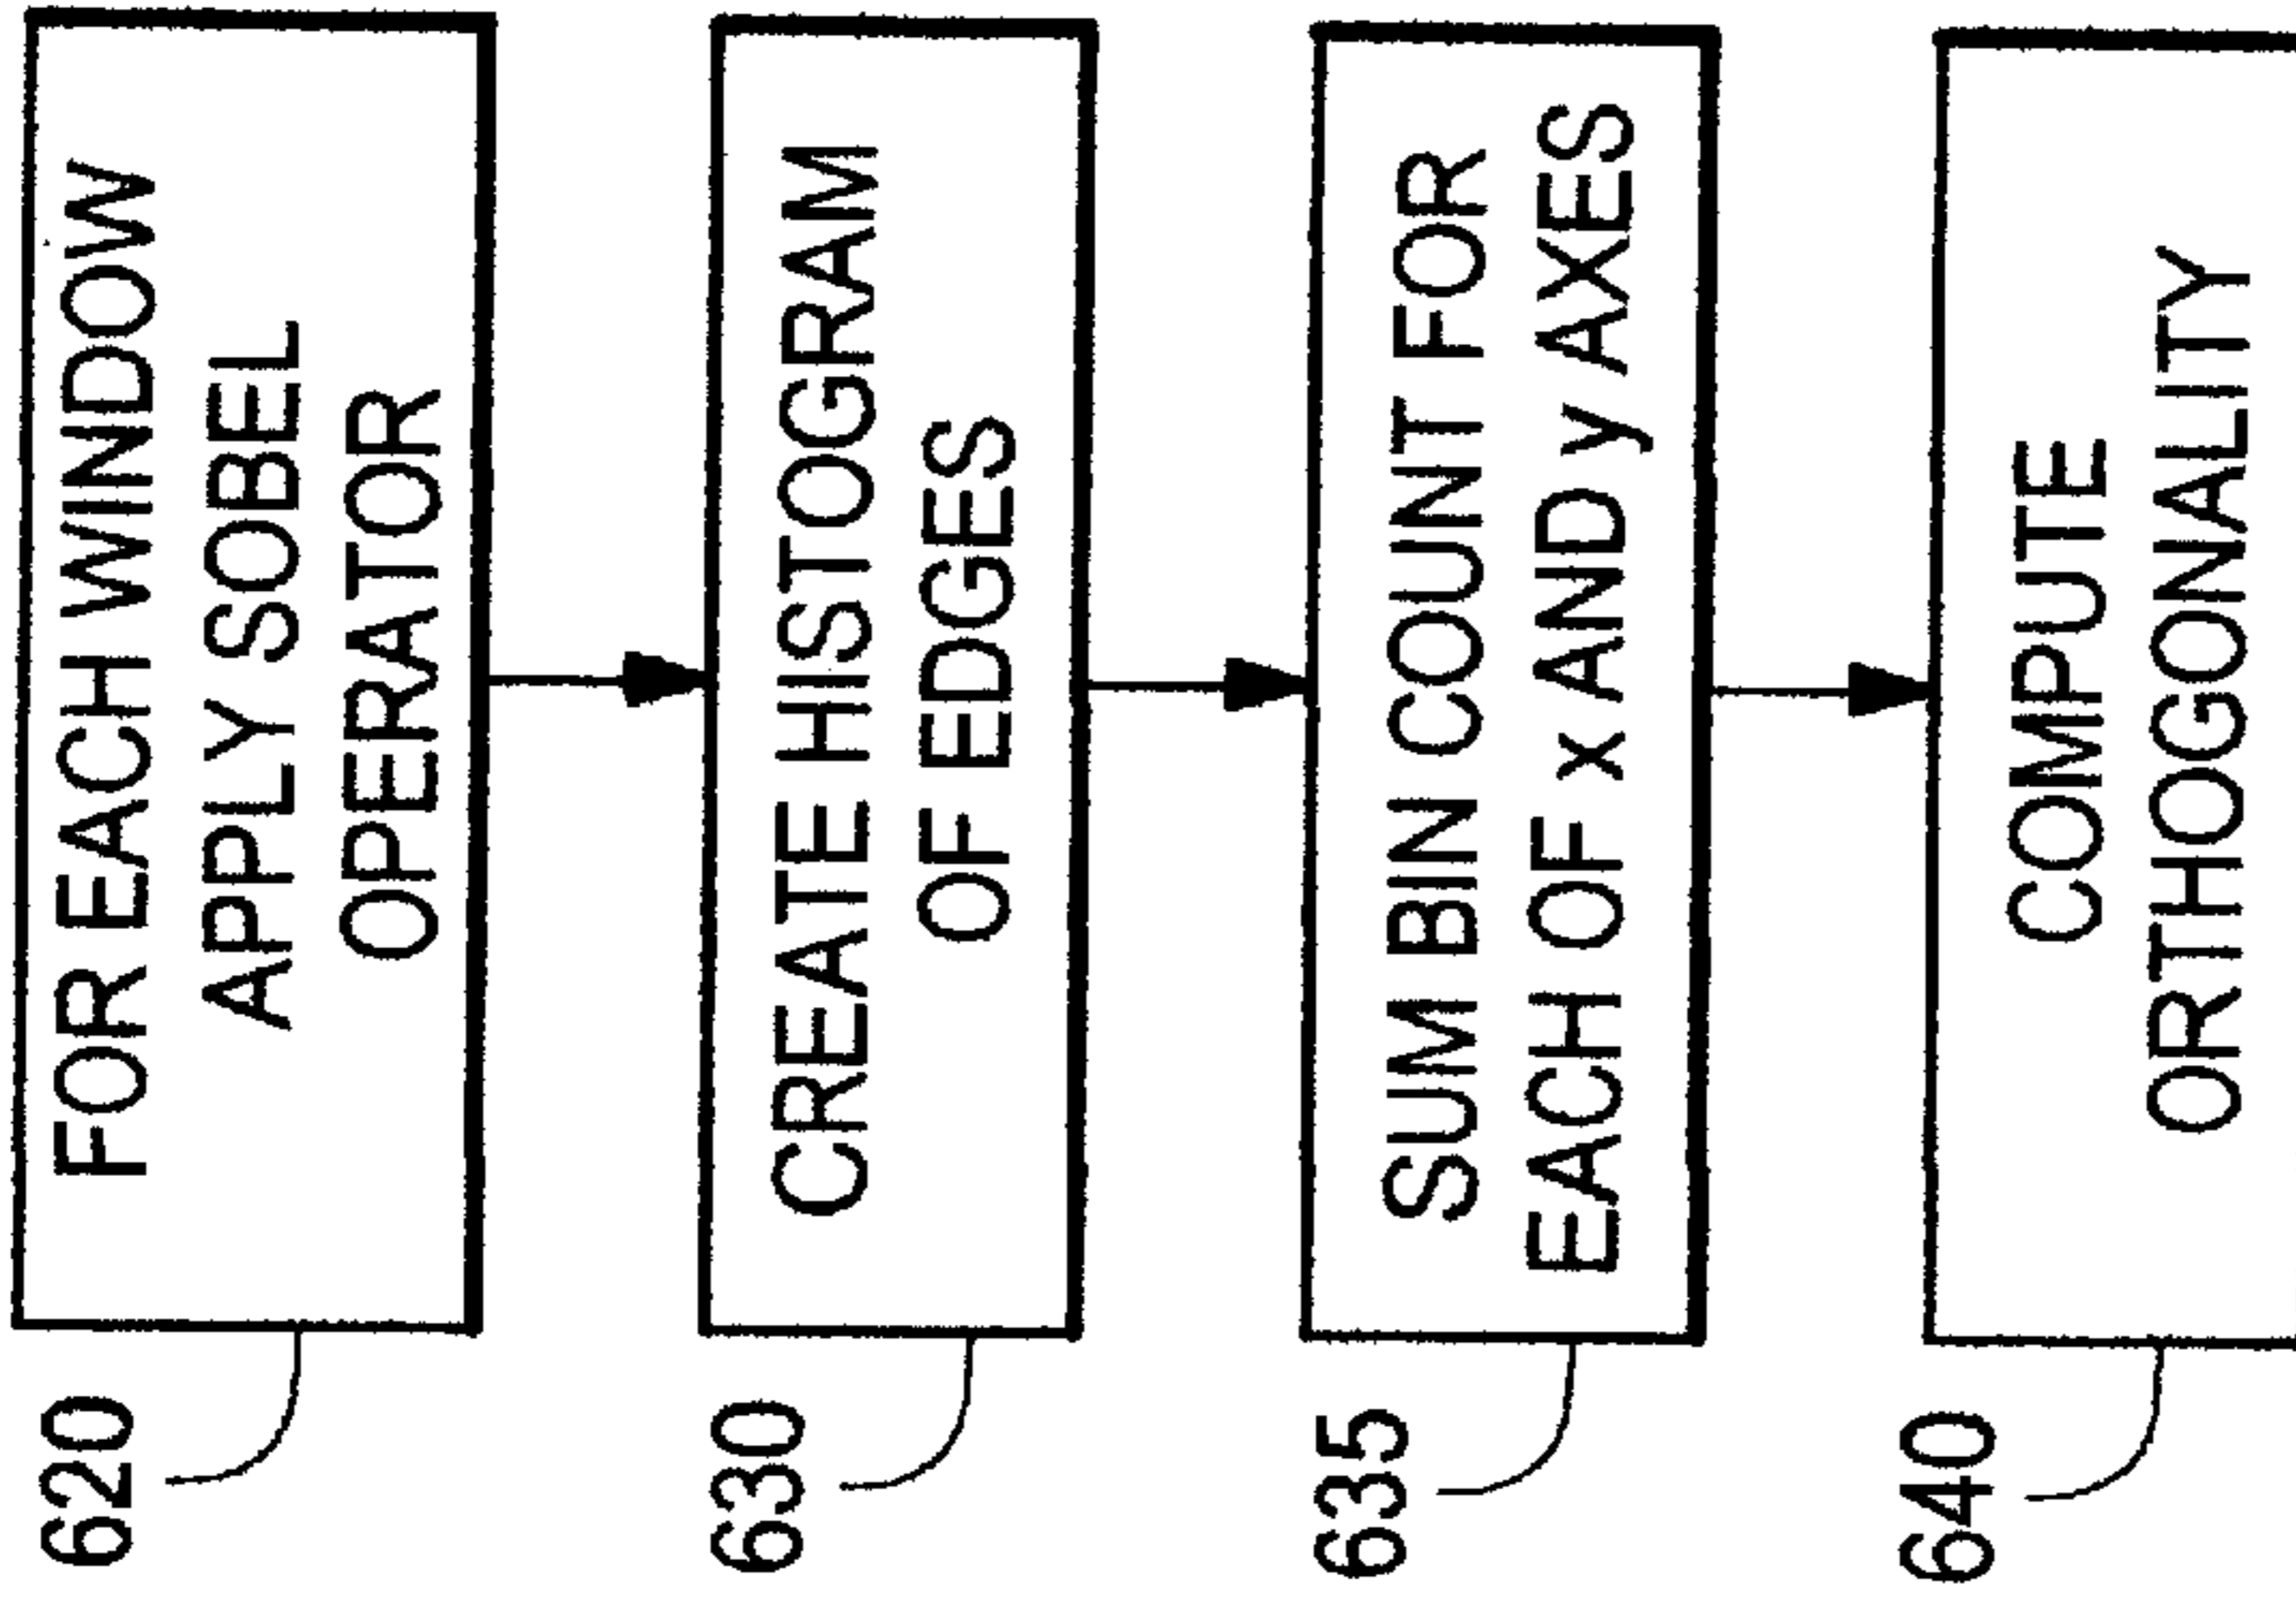 620
FOR EACH WINDOW
APPLY SOBEL
OPERATOR
630
CREATE HISTOGRAM
OF EDGES
635
SUM BIN COUNT FOR
EACH OF x AND y AXES
640
COMPUTE
ORTHOGONALITY